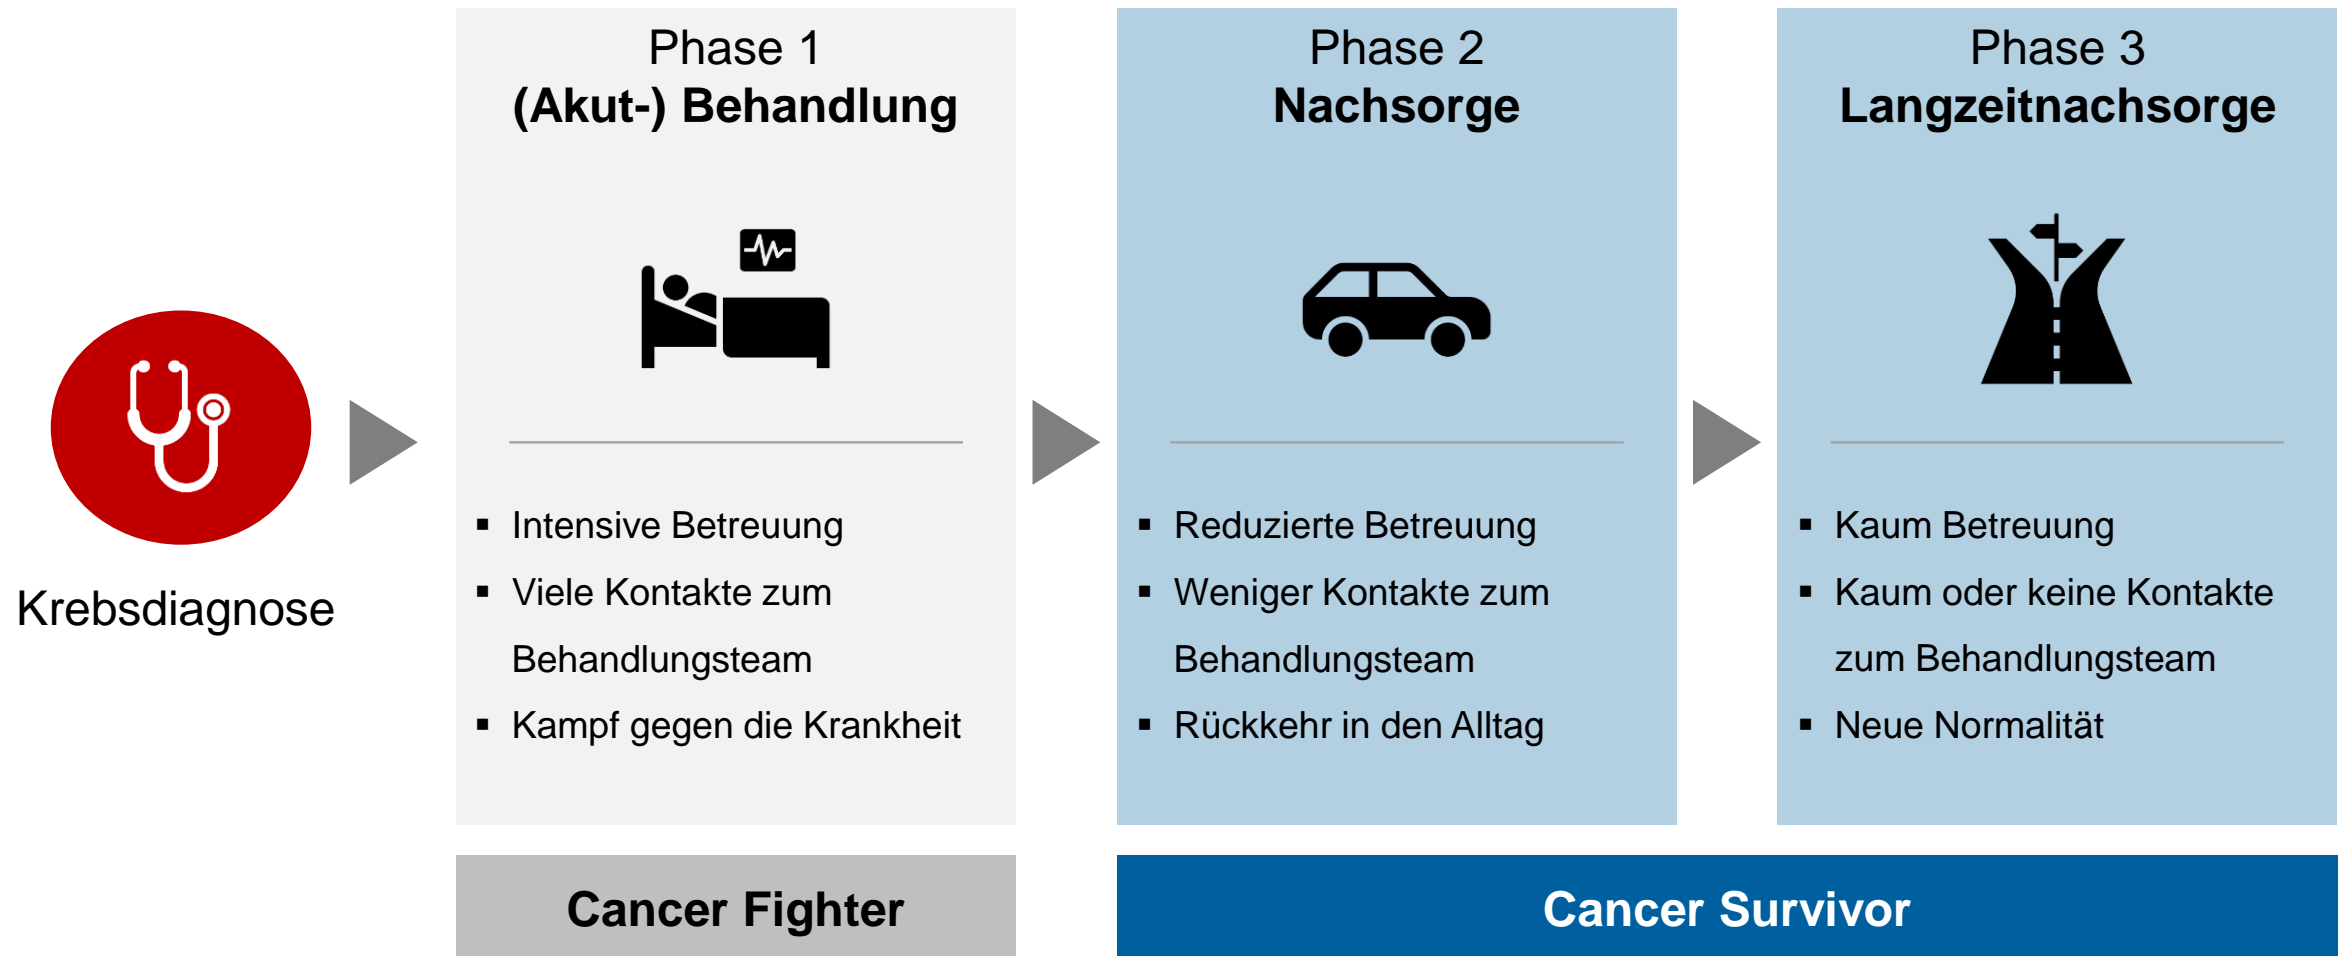 Krebsdiagnose
Phase 1
(Akut-) Behandlung
▪ Intensive Betreuung
▪ Viele Kontakte zum
Behandlungsteam
▪ Kampf gegen die Krankheit
Cancer Fighter
Phase 2
Nachsorge
▪ Reduzierte Betreuung
▪ Weniger Kontakte zum
Behandlungsteam
▪ Rückkehr in den Alltag
Phase 3
Langzeitnachsorge
▪ Kaum Betreuung
▪ Kaum oder keine Kontakte
zum Behandlungsteam
▪ Neue Normalität
Cancer Survivor